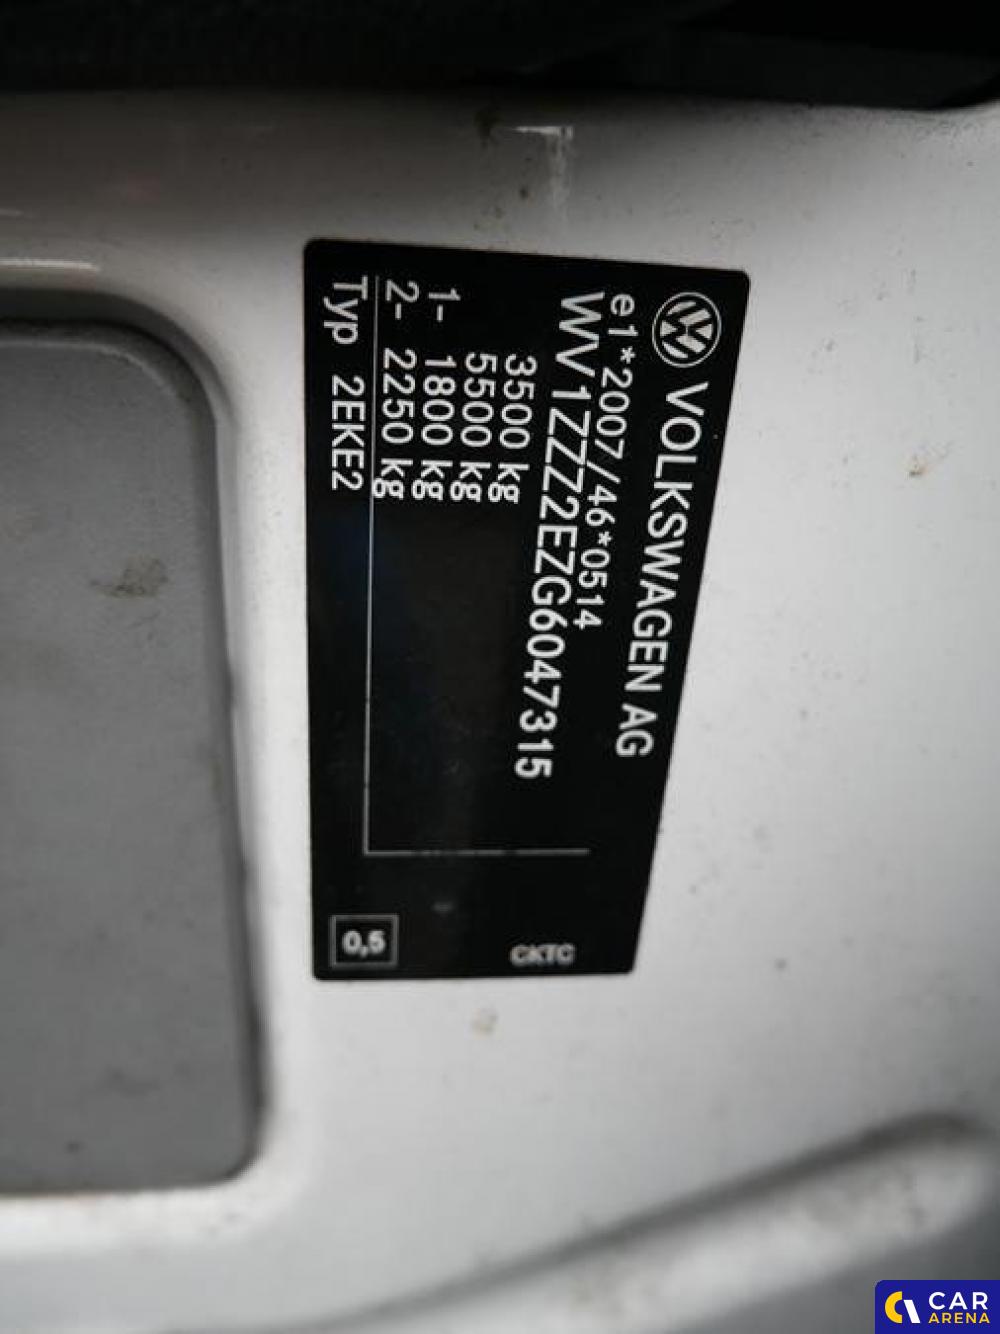 VOLKSWAGEN AG
e1*2007/46*0514
WV1ZZZ2EZG6047315
3500 kg
5500 kg
1- 1800 kg
2- 2250 kg
Typ 2EKE2
CKTC
0,5
CAR
ARENA